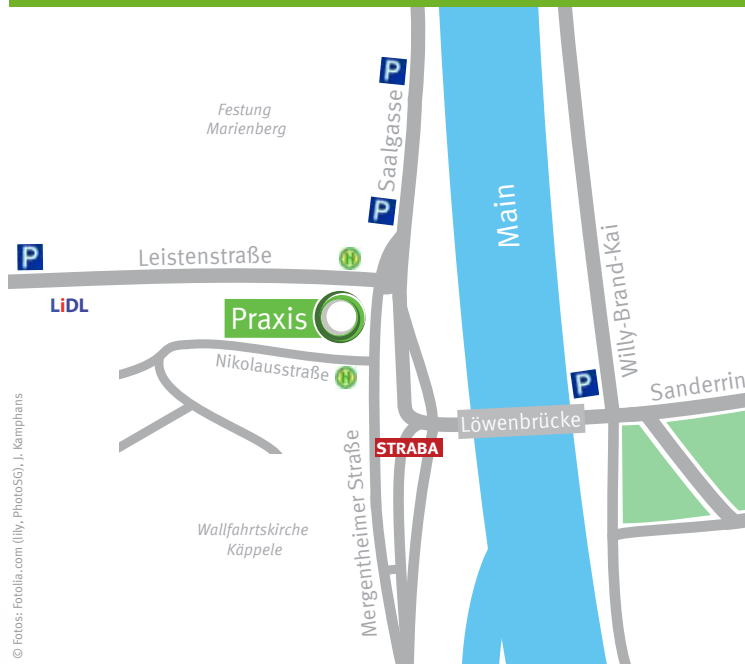 P
Saalgasse
Festung
Marienberg
P
Main
P
Leistenstraße
H
LiDL
Praxis
Willy-Brand-Kai
Nikolausstraße
H
P
Sanderrin
Löwenbrücke
STRABA
Mergentheimer Straße
Wallfahrtskirche
Käppele
© Fotos: Fotolia.com (lily, PhotoSG), J. Kamphans